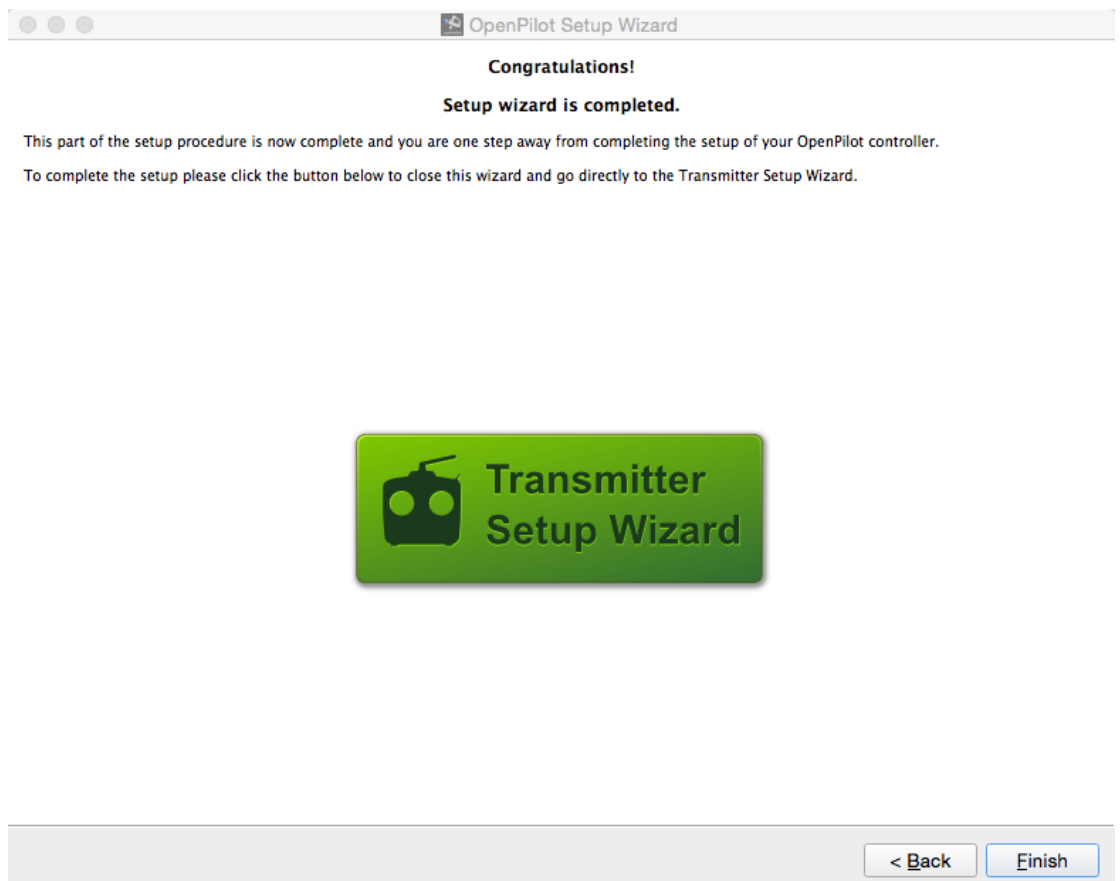 OpenPilot Setup Wizard
Congratulations!
Setup wizard is completed.
This part of the setup procedure is now complete and you are one step away from completing the setup of your OpenPilot controller.
To complete the setup please click the button below to close this wizard and go directly to the Transmitter Setup Wizard.
Transmitter
Setup Wizard
< Back
Finish